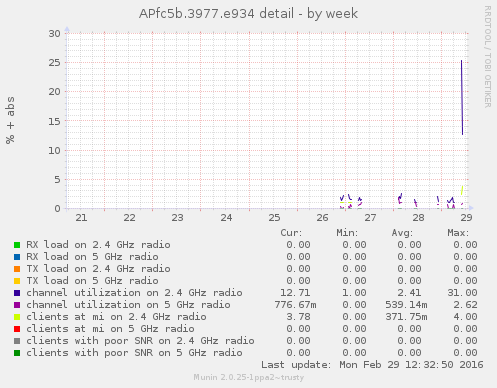 APfc5b.3977.e934 detail - by week
RRDTOOL / TOBI OETIKER
% + abs
30
25
20
15
10
5
0
21 22 23 24 25 26 27 28 29
Cur: Min: Avg: Max:
RX load on 2.4 GHz radio 0.00 0.00 0.00 0.00
RX load on 5 GHz radio 0.00 0.00 0.00 0.00
TX load on 2.4 GHz radio 0.00 0.00 0.00 0.00
TX load on 5 GHz radio 0.00 0.00 0.00 0.00
channel utilization on 2.4 GHz radio 12.71 1.00 2.41 31.00
channel utilization on 5 GHz radio 776.67m 0.00 539.14m 2.62
clients at mi on 2.4 GHz radio 3.78 0.00 371.75m 4.00
clients at mi on 5 GHz radio 0.00 0.00 0.00 0.00
clients with poor SNR on 2.4 GHz radio 0.00 0.00 0.00 0.00
clients with poor SNR on 5 GHz radio 0.00 0.00 0.00 0.00
Last update: Mon Feb 29 12:32:50 2016
Munin 2.0.25-1ppa2~trusty